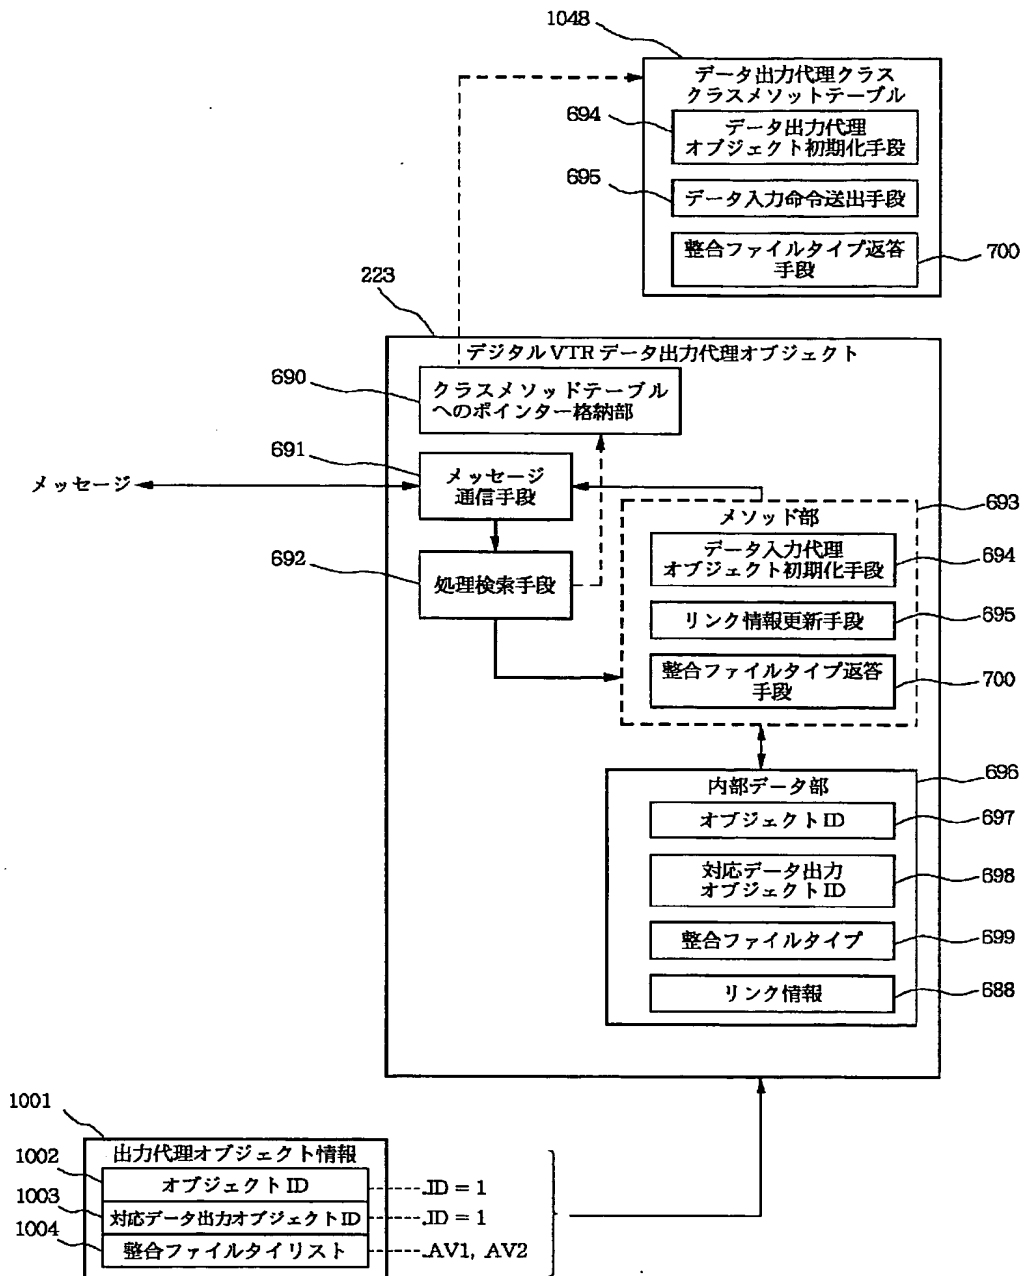 1048
データ出力代理クラス
クラスメソットテーブル
694
データ出力代理
オブジェクト初期化手段
695
データ入力命令送出手段
整合ファイルタイプ返答
手段
700
223
デジタルVTRデータ出力代理オブジェクト
690
クラスメソッドテーブル
へのポインター格納部
691
メッセージ
メッセージ
通信手段
692
処理検索手段
693
メソッド部
データ入力代理
オブジェクト初期化手段
694
リンク情報更新手段
695
整合ファイルタイプ返答
手段
700
696
内部データ部
オブジェクトID
697
対応データ出力
オブジェクトID
698
整合ファイルタイプ
699
リンク情報
688
1001
出力代理オブジェクト情報
1002
オブジェクトID
ID = 1
1003
対応データ出力オブジェクトID
ID = 1
1004
整合ファイルタイリスト
AV1, AV2